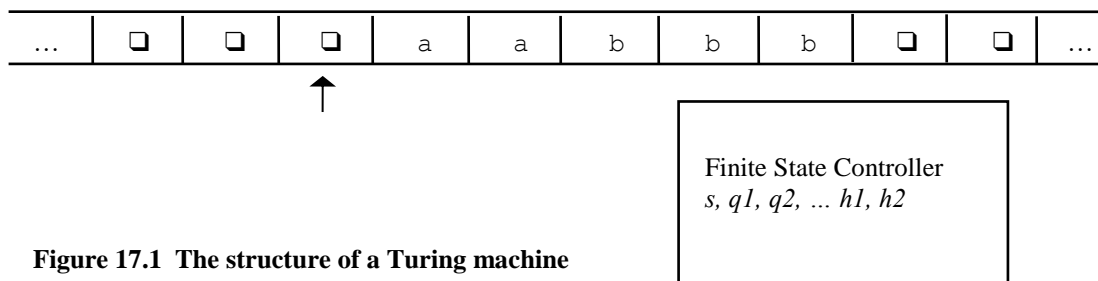 … ❑ ❑ ❑ a a b b b ❑ ❑ …
Finite State Controller
s, q1, q2, … h1, h2
Figure 17.1 The structure of a Turing machine